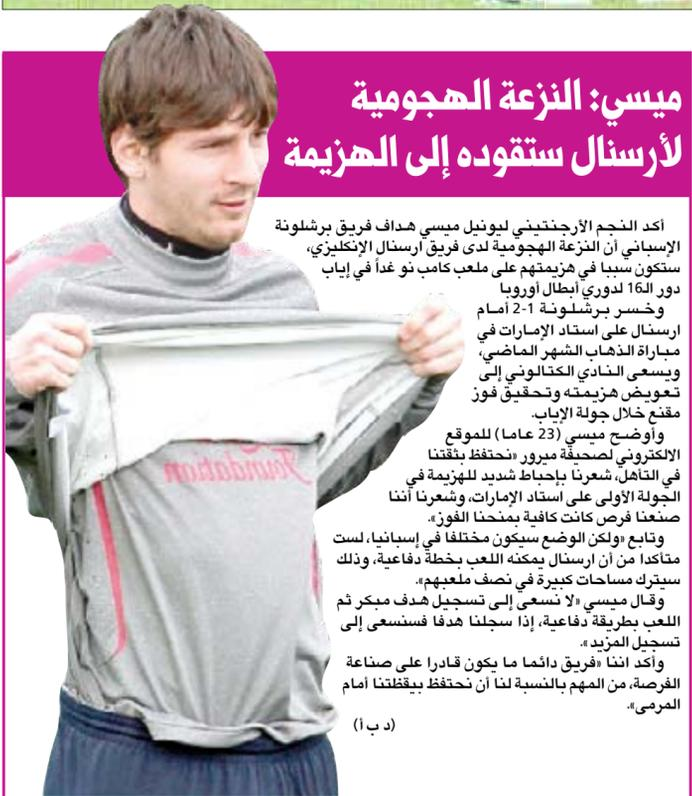 ميسي: النزعة الهجومية
لأرسنال ستقوده إلى الهزيمة
أكد النجم الأرجنتيني ليونيل ميسي هداف فريق برشلونة
الإسباني أن النزعة الهجومية لدى فريق ارسنال الإنكليزي،
ستكون سببا في هزيمتهم على ملعب كامب نو غداً في إياب
دور الـ16 لدوري أبطال أوروبا
وخسر برشلونة 1-2 أمام
ارسنال على استاد الإمارات في
مباراة الذهاب الشهر الماضي،
ويسعى النادي الكتالوني إلى
تعويض هزيمته وتحقيق فوز
مقنع خلال جولة الإياب.
وأوضح ميسي (23 عاما) للموقع
الالكتروني لصحيفة ميرور «نحتفظ بثقتنا
في التأهل، شعرنا بإحباط شديد للهزيمة في
الجولة الأولى على استاد الإمارات، وشعرنا أننا
صنعنا فرص كانت كافية بمنحنا الفوز».
وتابع «ولكن الوضع سيكون مختلفا في إسبانيا، لست
متأكدا من أن ارسنال يمكنه اللعب بخطة دفاعية، وذلك
سيترك مساحات كبيرة في نصف ملعبهم».
وقال ميسي «لا نسعى إلى تسجيل هدف مبكر ثم
اللعب بطريقة دفاعية، إذا سجلنا هدفا فسنسعى إلى
تسجيل المزيد».
وأكد اننا «فريق دائما ما يكون قادرا على صناعة
الفرصة، من المهم بالنسبة لنا أن نحتفظ بيقظتنا أمام
المرمى».
(د ب أ)
Foundation